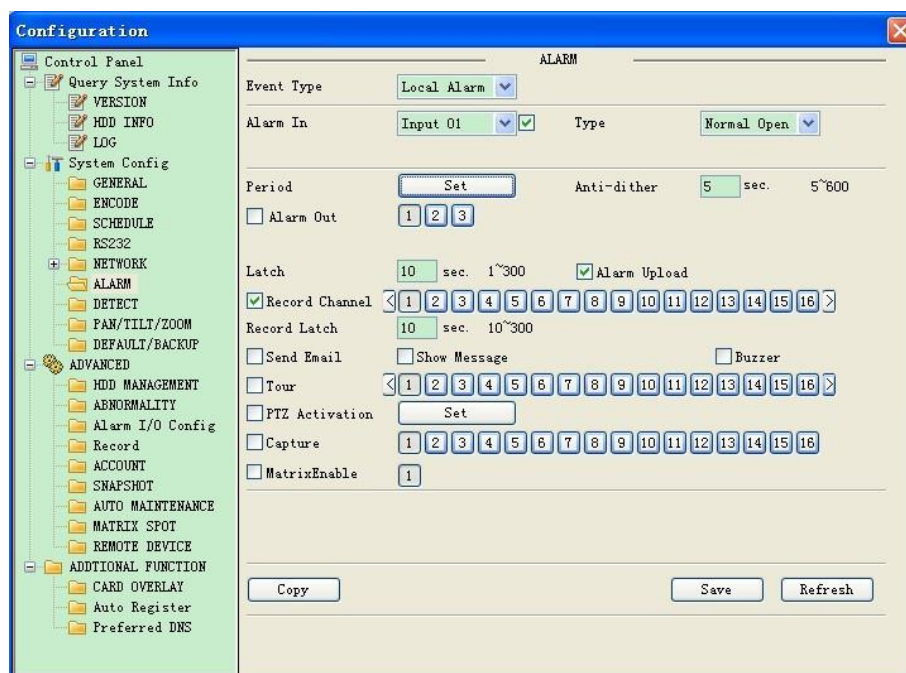 Configuration
Control Panel
Query System Info
VERSION
HDD INFO
LOG
System Config
GENERAL
ENCODE
SCHEDULE
RS232
NETWORK
ALARM
DETECT
PAN/TILT/ZOOM
DEFAULT/BACKUP
ADVANCED
HDD MANAGEMENT
ABNORMALITY
Alarm I/O Config
Record
ACCOUNT
SNAPSHOT
AUTO MAINTENANCE
MATRIX SPOT
REMOTE DEVICE
ADDTIONAL FUNCTION
CARD OVERLAY
Auto Register
Preferred DNS
ALARM
Event Type Local Alarm
Alarm In Input 01 Type Normal Open
Period Set Anti-dither 5 sec. 5~600
Alarm Out 1 2 3
Latch 10 sec. 1~300 Alarm Upload
Record Channel 1 2 3 4 5 6 7 8 9 10 11 12 13 14 15 16
Record Latch 10 sec. 10~300
Send Email Show Message Buzzer
Tour 1 2 3 4 5 6 7 8 9 10 11 12 13 14 15 16
PTZ Activation Set
Capture 1 2 3 4 5 6 7 8 9 10 11 12 13 14 15 16
MatrixEnable 1
Copy Save Refresh